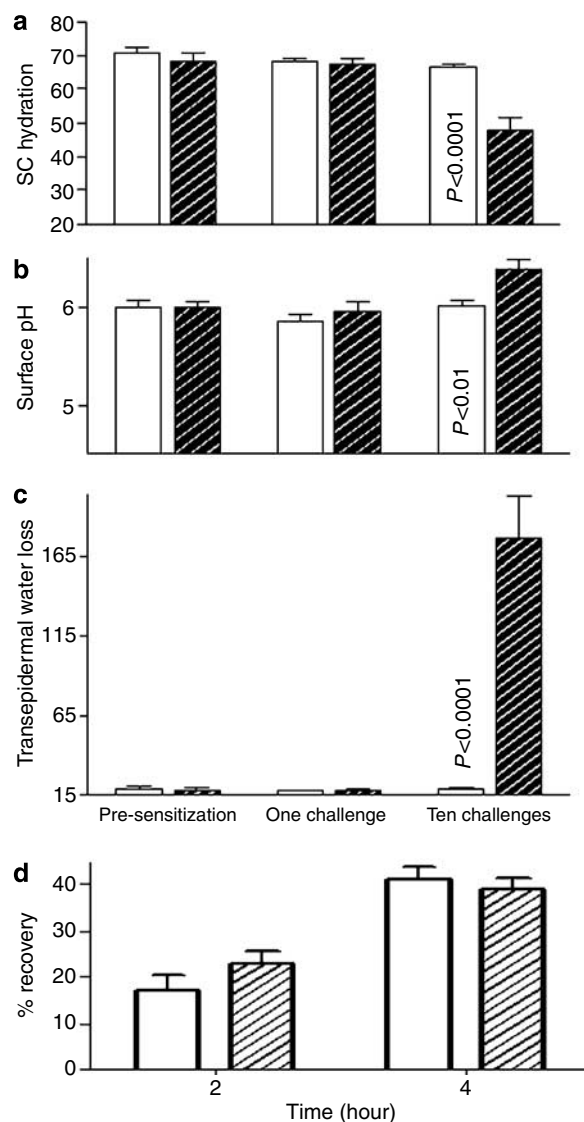 a
80
70
60
50
40
30
20
SC hydration
P<0.0001
b
6
5
Surface pH
P<0.01
c
165
115
65
15
Transepidermal water loss
P<0.0001
Pre-sensitization One challenge Ten challenges
d
40
30
20
10
0
% recovery
2 4
Time (hour)